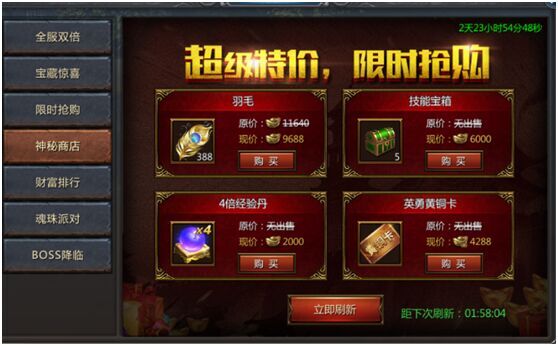 2天23小时54分48秒
全服双倍
宝藏惊喜
限时抢购
神秘商店
财富排行
魂珠派对
BOSS降临
超级特价，限时抢购
羽毛
388
原价：11640
现价：9688
购买
技能宝箱
5
原价：无出售
现价：6000
购买
4倍经验丹
x4
原价：无出售
现价：2000
购买
英勇黄铜卡
黄铜卡
原价：无出售
现价：4288
购买
立即刷新
距下次刷新：01:58:04